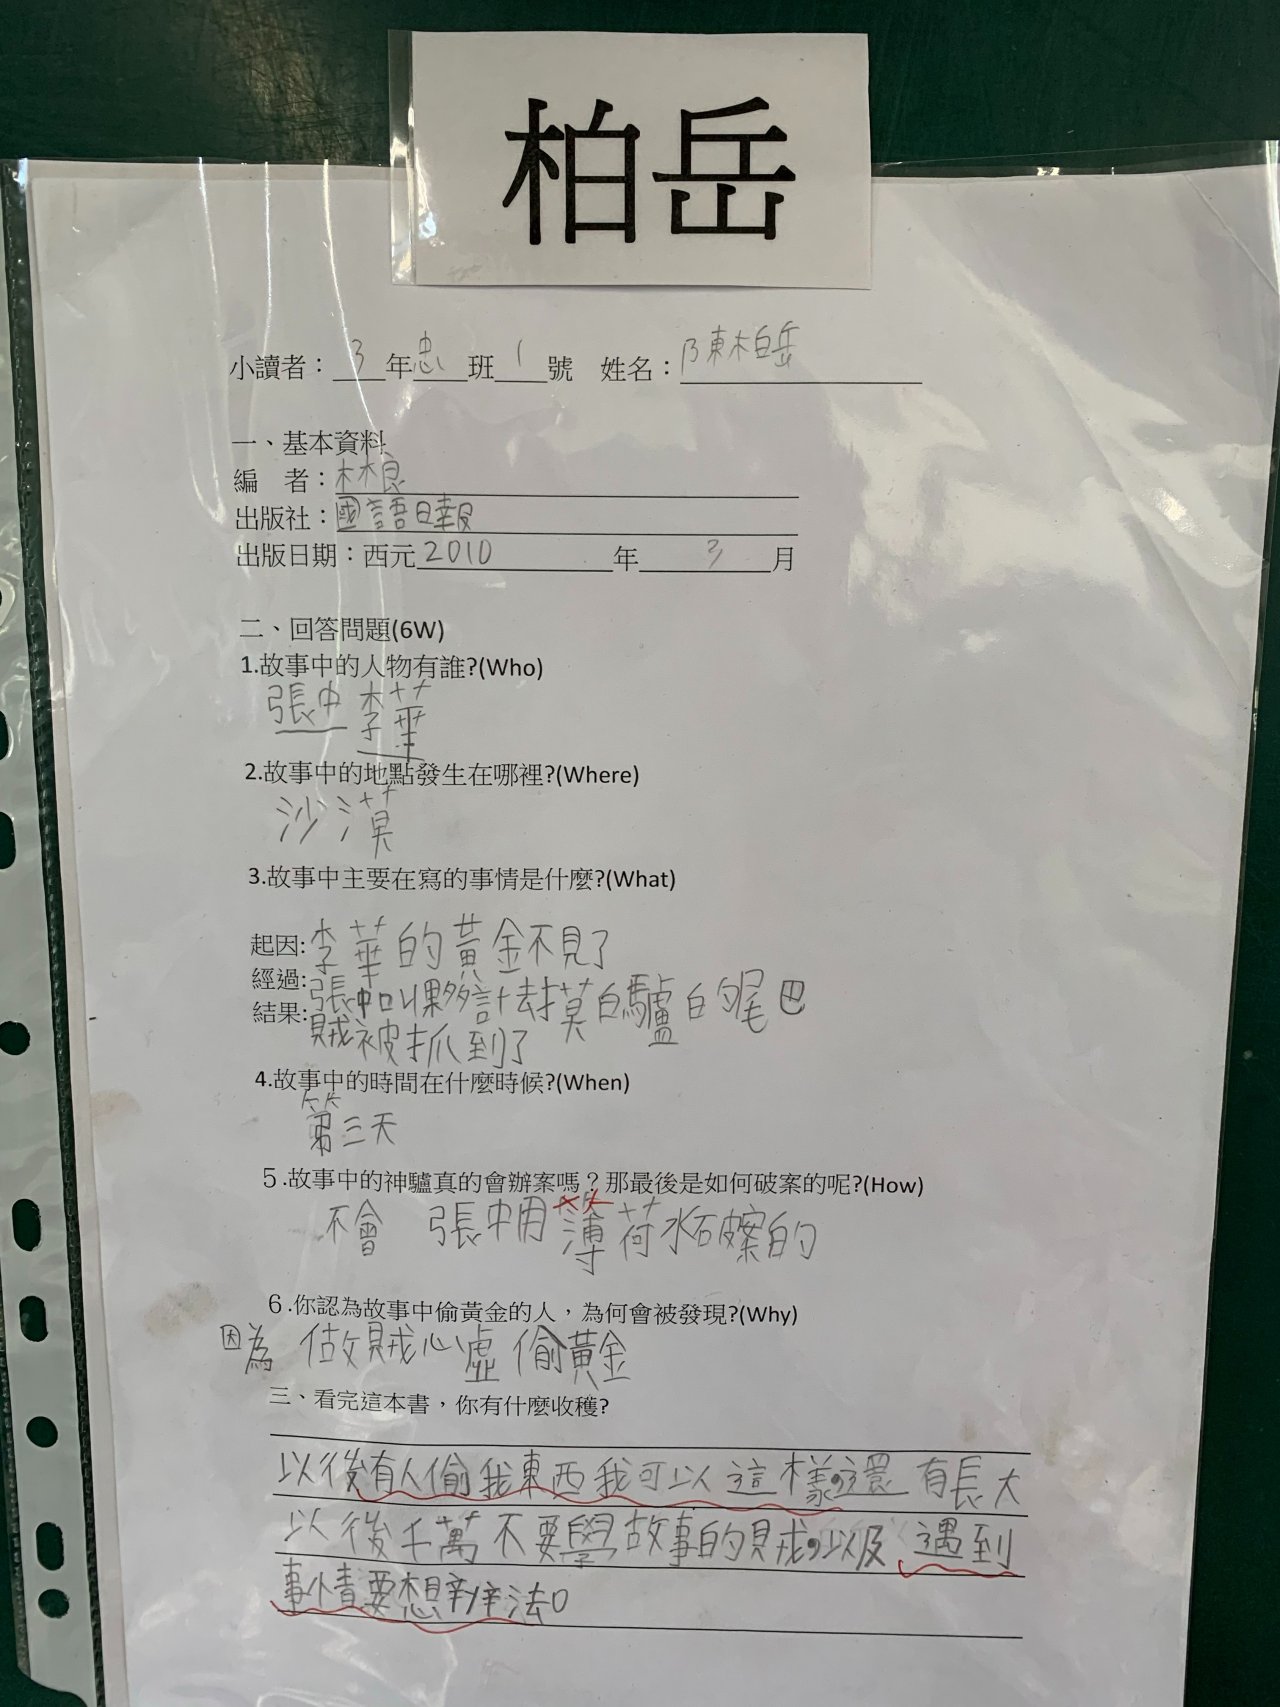 柏岳
小讀者：3年忠班1號 姓名：陳柏岳
一、基本資料
編 者：林良
出版社：國語日報
出版日期：西元2010年3月
二、回答問題(6W)
1.故事中的人物有誰?(Who)
張中 李華
2.故事中的地點發生在哪裡?(Where)
沙漠
3.故事中主要在寫的事情是什麼?(What)
起因:李華的黃金不見了
經過:張中叫夥計去摸白驢的尾巴
結果:賊被抓到了
4.故事中的時間在什麼時候?(When)
第三天
5.故事中的神驢真的會辦案嗎？那最後是如何破案的呢?(How)
不會 張中用薄荷水破案的
6.你認為故事中偷黃金的人，為何會被發現?(Why)
因為 做賊心虛偷黃金
三、看完這本書，你有什麼收穫?
以後有人偷我東西我可以這樣，還有長大
以後千萬不要學故事的賊，以及遇到
事情要想辦法。